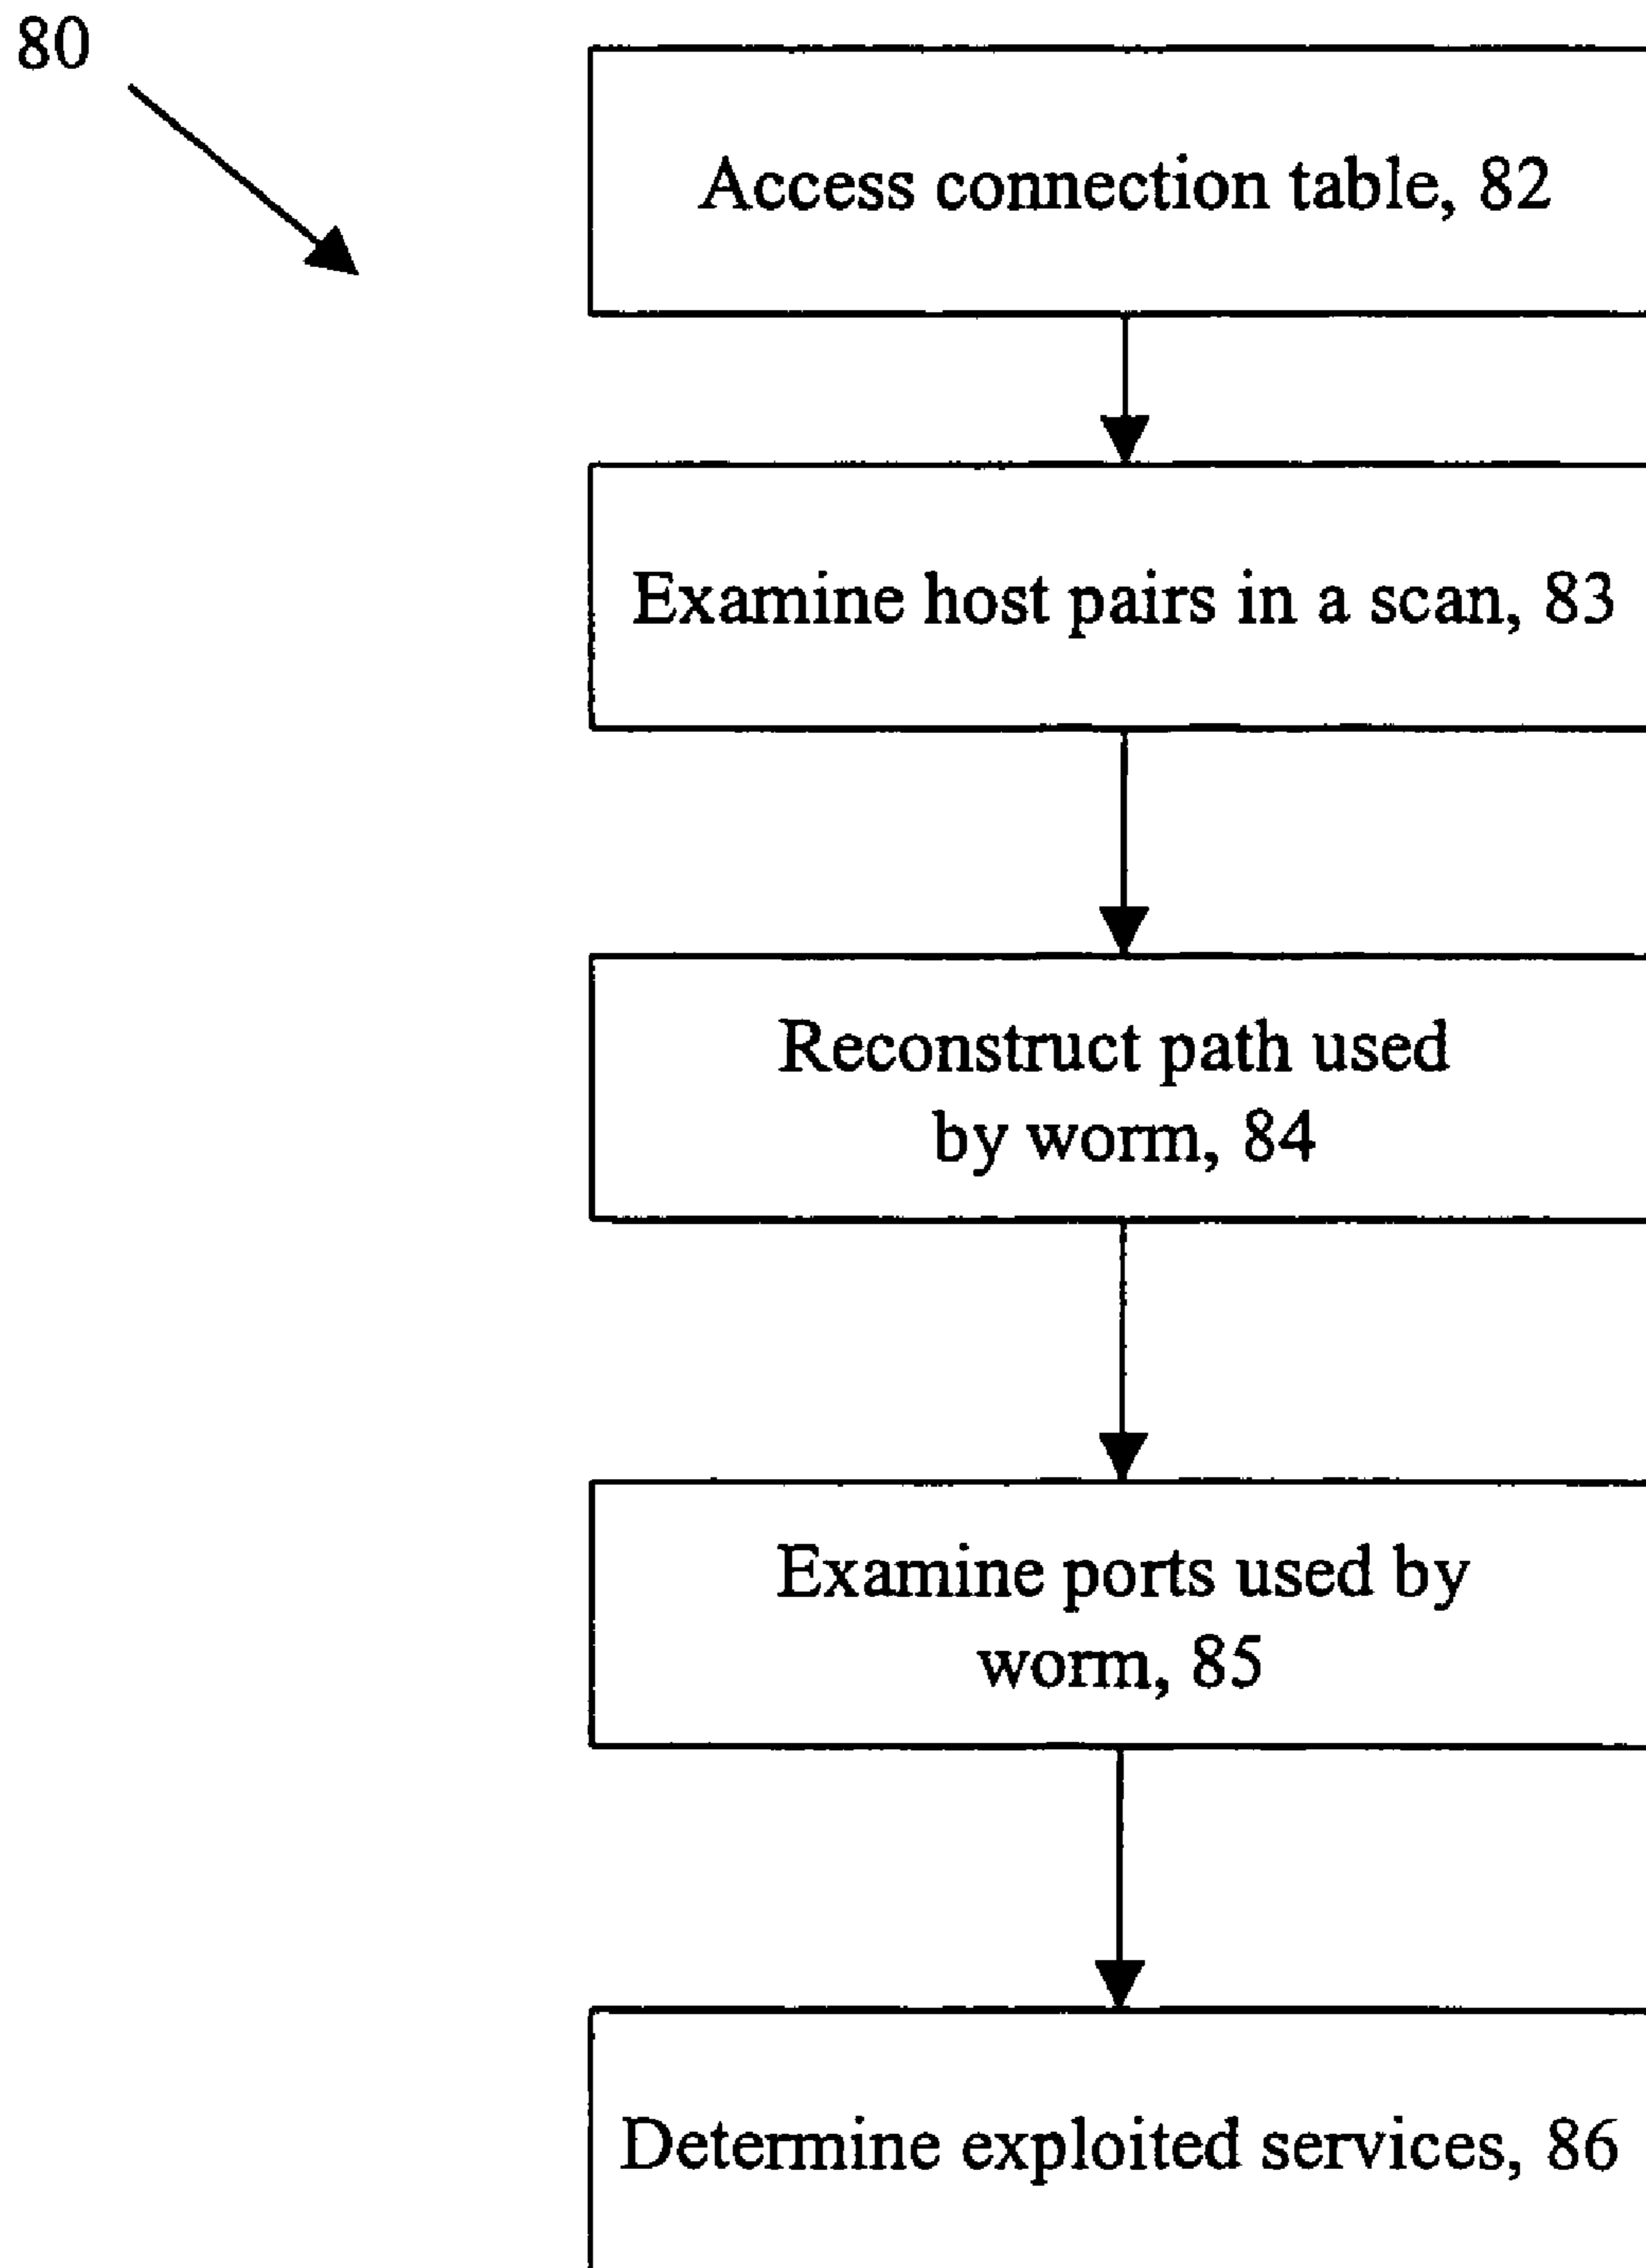 80
Access connection table, 82
Examine host pairs in a scan, 83
Reconstruct path used
by worm, 84
Examine ports used by
worm, 85
Determine exploited services, 86